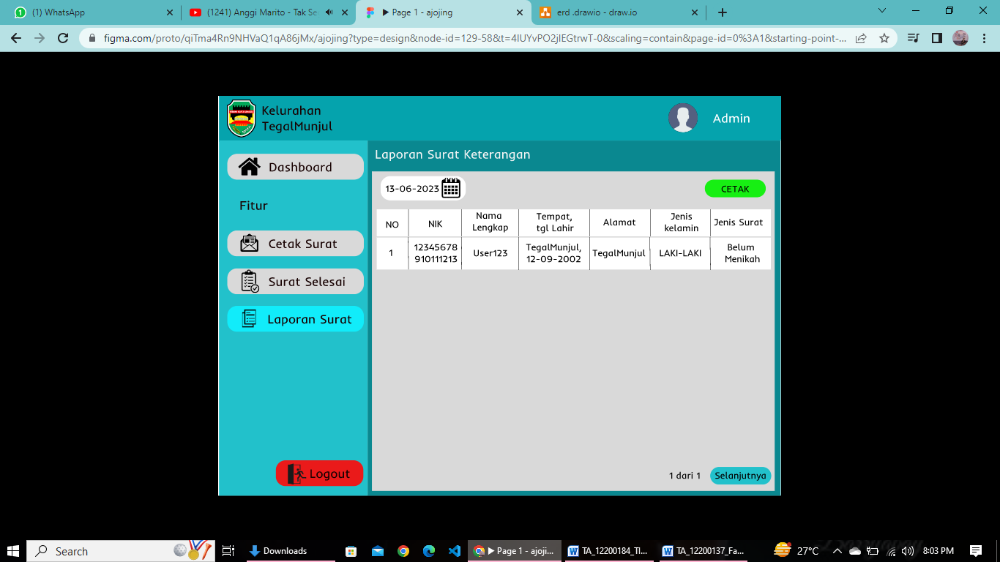 (1) WhatsApp
(1241) Anggi Marito - Tak Se
▶ Page 1 - ajojing
erd .drawio - draw.io
figma.com/proto/qiTma4Rn9NHVaQ1qA86jMx/ajojing?type=design&node-id=129-58&t=4IUYvPO2jIEGtrwT-0&scaling=contain&page-id=0%3A1&starting-point-...
Kelurahan
TegalMunjul
Admin
Dashboard
Fitur
Cetak Surat
Surat Selesai
Laporan Surat
Logout
Laporan Surat Keterangan
13-06-2023
CETAK
NO
NIK
Nama
Lengkap
Tempat,
tgl Lahir
Alamat
Jenis
kelamin
Jenis Surat
1
12345678
910111213
User123
TegalMunjul,
12-09-2002
TegalMunjul
LAKI-LAKI
Belum
Menikah
1 dari 1
Selanjutnya
Search
Downloads
▶ Page 1 - ajoji...
TA_12200184_TI...
TA_12200137_Fa...
27°C
8:03 PM